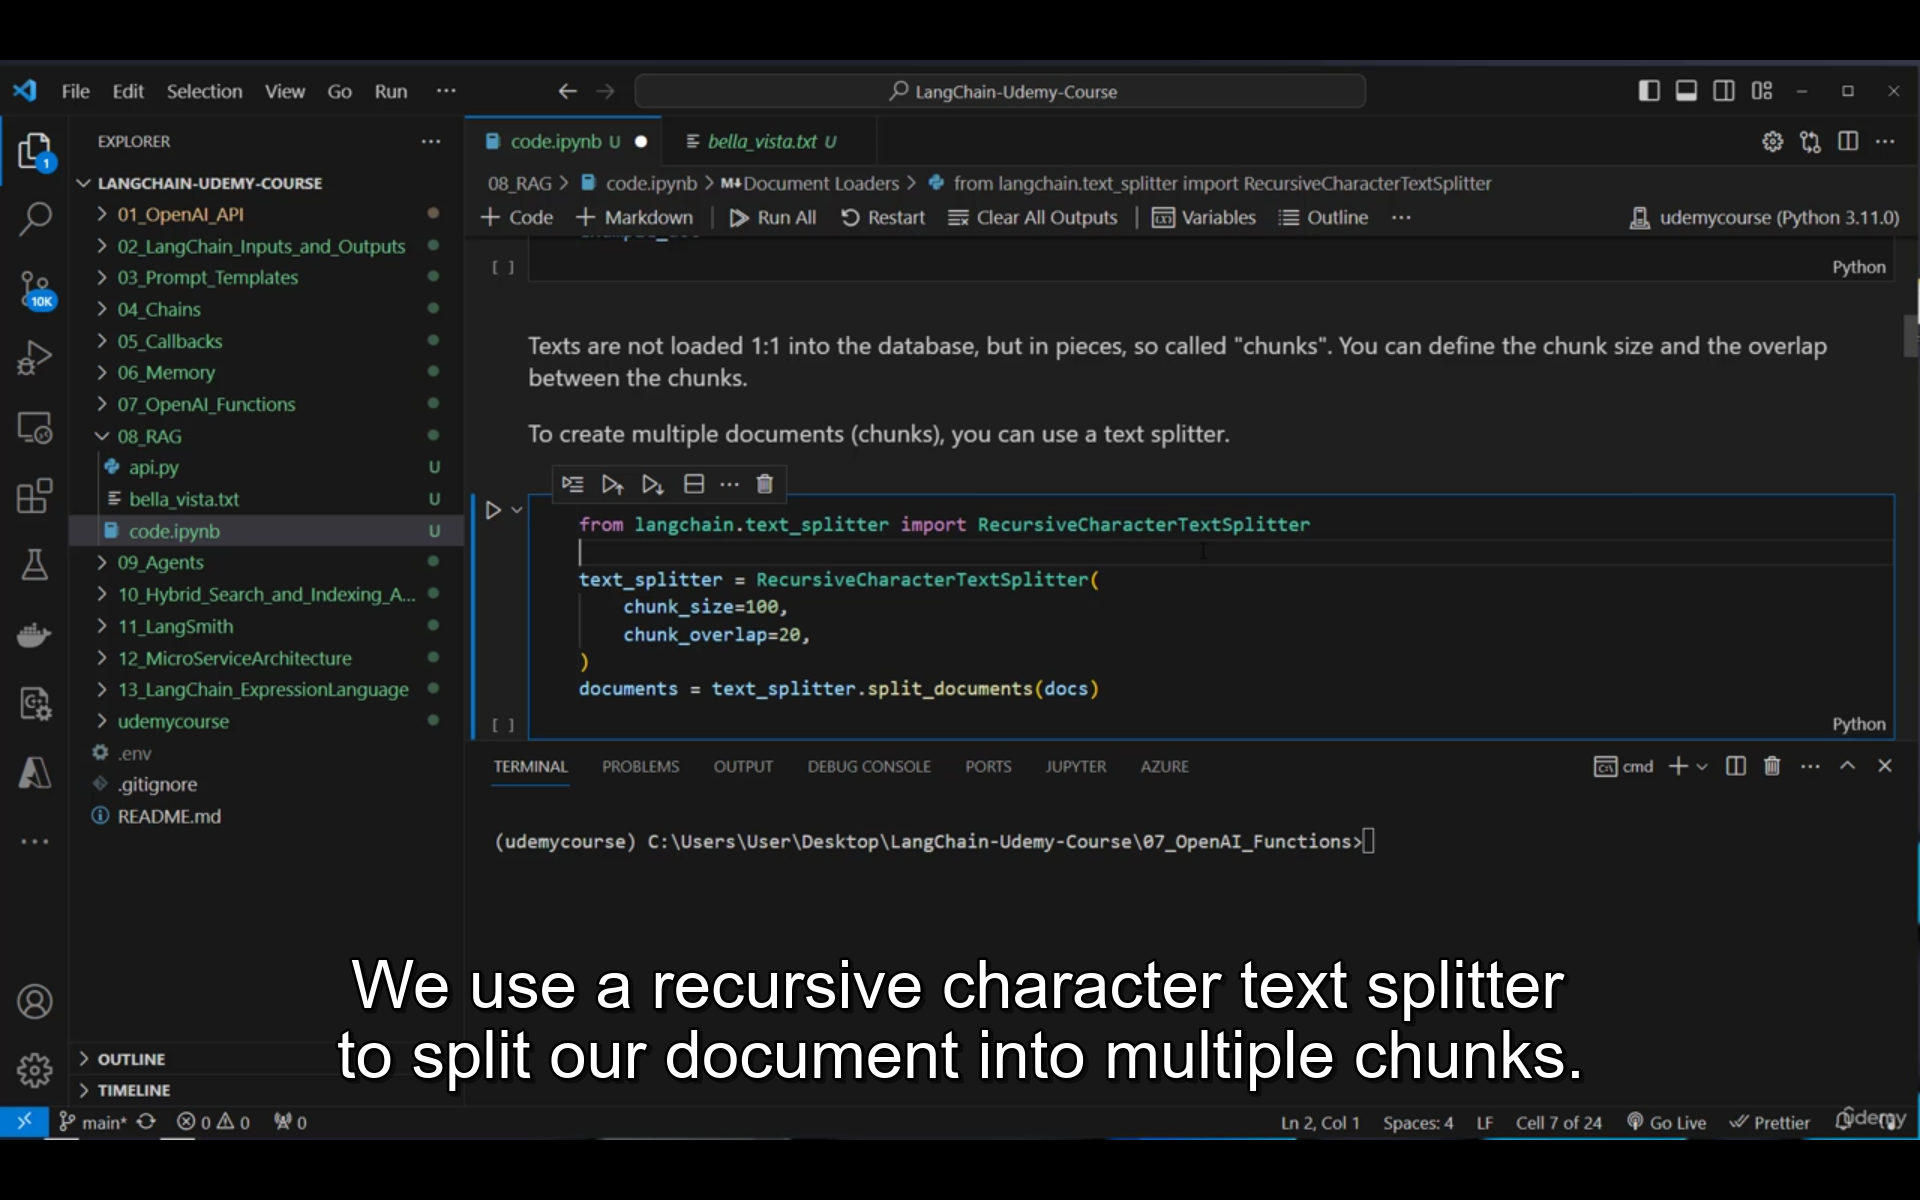 File Edit Selection View Go Run ···
LangChain-Udemy-Course
EXPLORER
1
10K
LANGCHAIN-UDEMY-COURSE
01_OpenAI_API
02_LangChain_Inputs_and_Outputs
03_Prompt_Templates
04_Chains
05_Callbacks
06_Memory
07_OpenAI_Functions
08_RAG
api.py U
bella_vista.txt U
code.ipynb U
09_Agents
10_Hybrid_Search_and_Indexing_A...
11_LangSmith
12_MicroServiceArchitecture
13_LangChain_ExpressionLanguage
udemycourse
.env
.gitignore
README.md
OUTLINE
TIMELINE
code.ipynb U bella_vista.txt U
08_RAG > code.ipynb > M↓Document Loaders > from langchain.text_splitter import RecursiveCharacterTextSplitter
+ Code + Markdown Run All Restart Clear All Outputs Variables Outline ··· udemycourse (Python 3.11.0)
[ ] Python
Texts are not loaded 1:1 into the database, but in pieces, so called "chunks". You can define the chunk size and the overlap
between the chunks.
To create multiple documents (chunks), you can use a text splitter.
from langchain.text_splitter import RecursiveCharacterTextSplitter
text_splitter = RecursiveCharacterTextSplitter(
chunk_size=100,
chunk_overlap=20,
)
documents = text_splitter.split_documents(docs)
[ ] Python
TERMINAL PROBLEMS OUTPUT DEBUG CONSOLE PORTS JUPYTER AZURE cmd
(udemycourse) C:\Users\User\Desktop\LangChain-Udemy-Course\07_OpenAI_Functions>
We use a recursive character text splitter
to split our document into multiple chunks.
main* 0 0 0 Ln 2, Col 1 Spaces: 4 LF Cell 7 of 24 Go Live Prettier
udemy